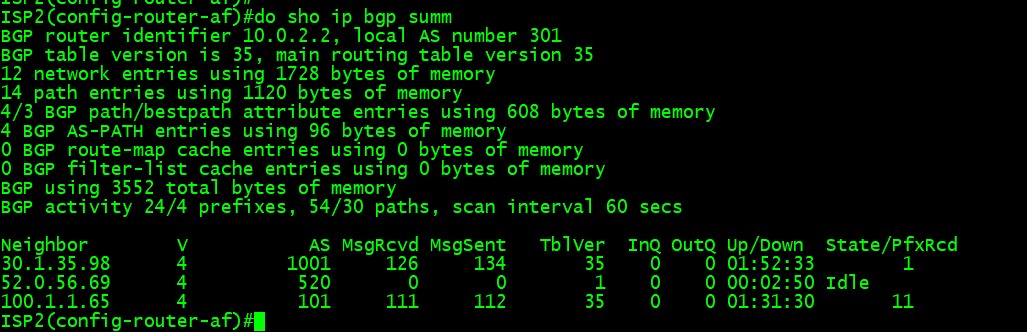 ISP2(config-router-af)#
ISP2(config-router-af)#do sho ip bgp summ
BGP router identifier 10.0.2.2, local AS number 301
BGP table version is 35, main routing table version 35
12 network entries using 1728 bytes of memory
14 path entries using 1120 bytes of memory
4/3 BGP path/bestpath attribute entries using 608 bytes of memory
4 BGP AS-PATH entries using 96 bytes of memory
0 BGP route-map cache entries using 0 bytes of memory
0 BGP filter-list cache entries using 0 bytes of memory
BGP using 3552 total bytes of memory
BGP activity 24/4 prefixes, 54/30 paths, scan interval 60 secs
Neighbor V AS MsgRcvd MsgSent TblVer InQ OutQ Up/Down State/PfxRcd
30.1.35.98 4 1001 126 134 35 0 0 01:52:33 1
52.0.56.69 4 520 0 0 1 0 0 00:02:50 Idle
100.1.1.65 4 101 111 112 35 0 0 01:31:30 11
ISP2(config-router-af)#